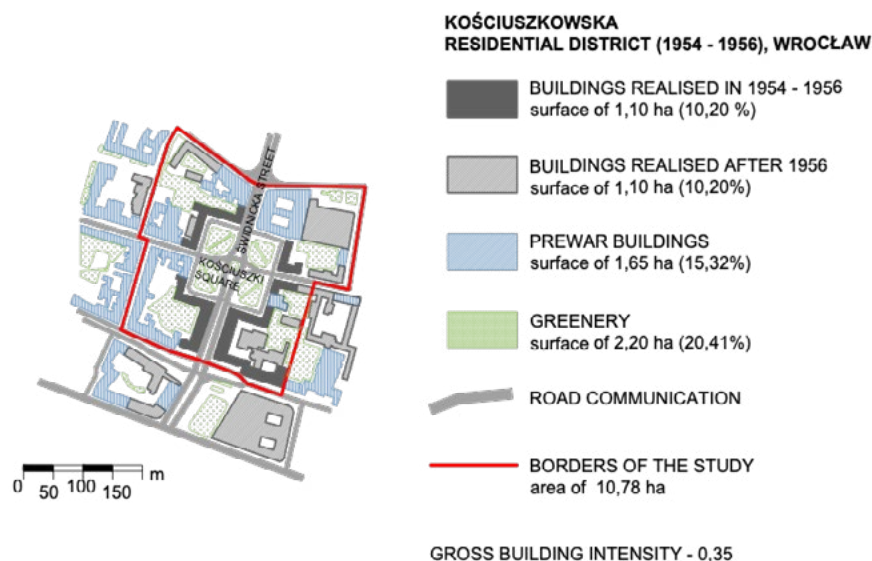 KOŚCIUSZKOWSKA
RESIDENTIAL DISTRICT (1954 - 1956), WROCŁAW
BUILDINGS REALISED IN 1954 - 1956
surface of 1,10 ha (10,20 %)
BUILDINGS REALISED AFTER 1956
surface of 1,10 ha (10,20%)
PREWAR BUILDINGS
surface of 1,65 ha (15,32%)
GREENERY
surface of 2,20 ha (20,41%)
ROAD COMMUNICATION
BORDERS OF THE STUDY
area of 10,78 ha
GROSS BUILDING INTENSITY - 0,35
ŚWIDNICKA STREET
KOŚCIUSZKI
SQUARE
0 50 100 150 m